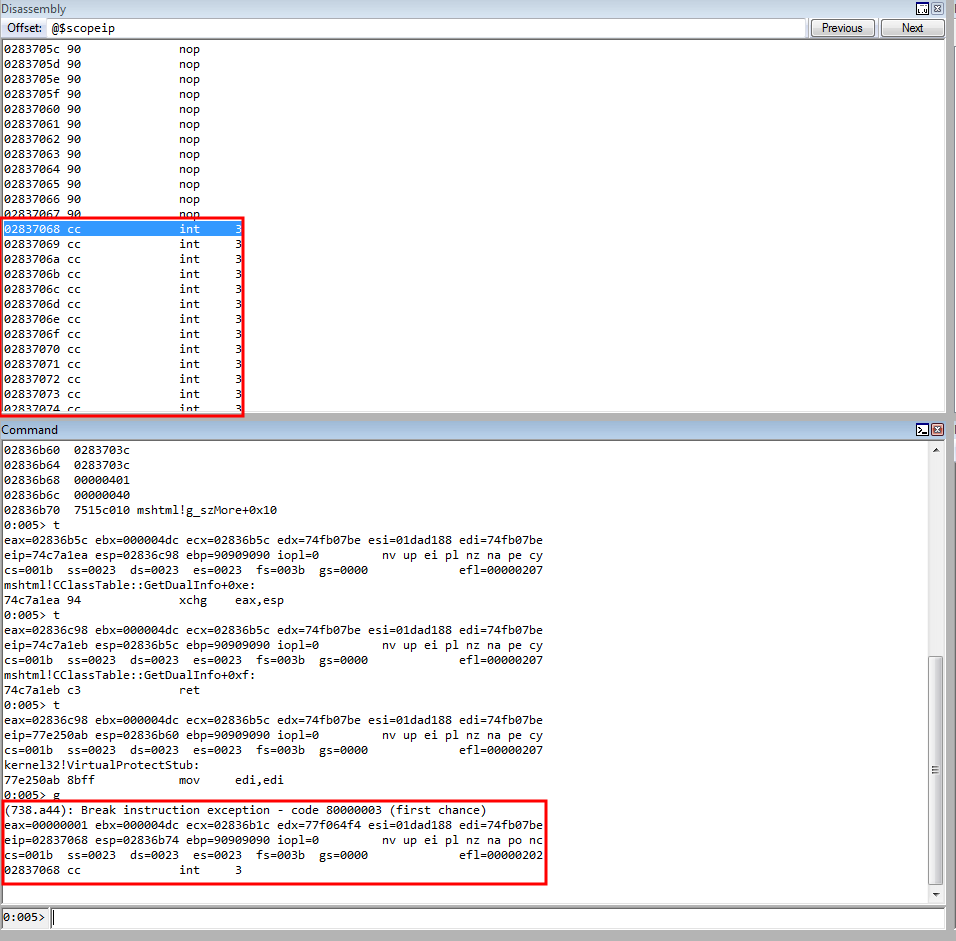 Disassembly
Offset: @$scopeip Previous Next
0283705c 90 nop
0283705d 90 nop
0283705e 90 nop
0283705f 90 nop
02837060 90 nop
02837061 90 nop
02837062 90 nop
02837063 90 nop
02837064 90 nop
02837065 90 nop
02837066 90 nop
02837067 90 nop
02837068 cc int 3
02837069 cc int 3
0283706a cc int 3
0283706b cc int 3
0283706c cc int 3
0283706d cc int 3
0283706e cc int 3
0283706f cc int 3
02837070 cc int 3
02837071 cc int 3
02837072 cc int 3
02837073 cc int 3
02837074 cc int 3
Command
02836b60 0283703c
02836b64 0283703c
02836b68 00000401
02836b6c 00000040
02836b70 7515c010 mshtml!g_szMore+0x10
0:005> t
eax=02836b5c ebx=000004dc ecx=02836b5c edx=74fb07be esi=01dad188 edi=74fb07be
eip=74c7a1ea esp=02836c98 ebp=90909090 iopl=0 nv up ei pl nz na pe cy
cs=001b ss=0023 ds=0023 es=0023 fs=003b gs=0000 efl=00000207
mshtml!CClassTable::GetDualInfo+0xe:
74c7a1ea 94 xchg eax,esp
0:005> t
eax=02836c98 ebx=000004dc ecx=02836b5c edx=74fb07be esi=01dad188 edi=74fb07be
eip=74c7a1eb esp=02836b5c ebp=90909090 iopl=0 nv up ei pl nz na pe cy
cs=001b ss=0023 ds=0023 es=0023 fs=003b gs=0000 efl=00000207
mshtml!CClassTable::GetDualInfo+0xf:
74c7a1eb c3 ret
0:005> t
eax=02836c98 ebx=000004dc ecx=02836b5c edx=74fb07be esi=01dad188 edi=74fb07be
eip=77e250ab esp=02836b60 ebp=90909090 iopl=0 nv up ei pl nz na pe cy
cs=001b ss=0023 ds=0023 es=0023 fs=003b gs=0000 efl=00000207
kernel32!VirtualProtectStub:
77e250ab 8bff mov edi,edi
0:005> g
(738.a44): Break instruction exception - code 80000003 (first chance)
eax=00000001 ebx=000004dc ecx=02836b1c edx=77f064f4 esi=01dad188 edi=74fb07be
eip=02837068 esp=02836b74 ebp=90909090 iopl=0 nv up ei pl nz na po nc
cs=001b ss=0023 ds=0023 es=0023 fs=003b gs=0000 efl=00000202
02837068 cc int 3
0:005>